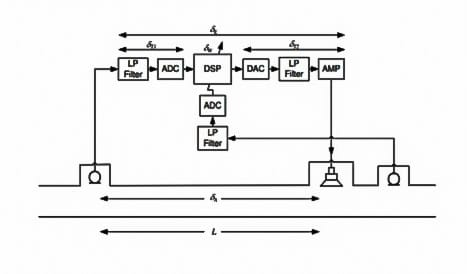 δ
LP
Filter
ADC
DSP
DAC
LP
Filter
AMP
ADC
LP
Filter
δ
L